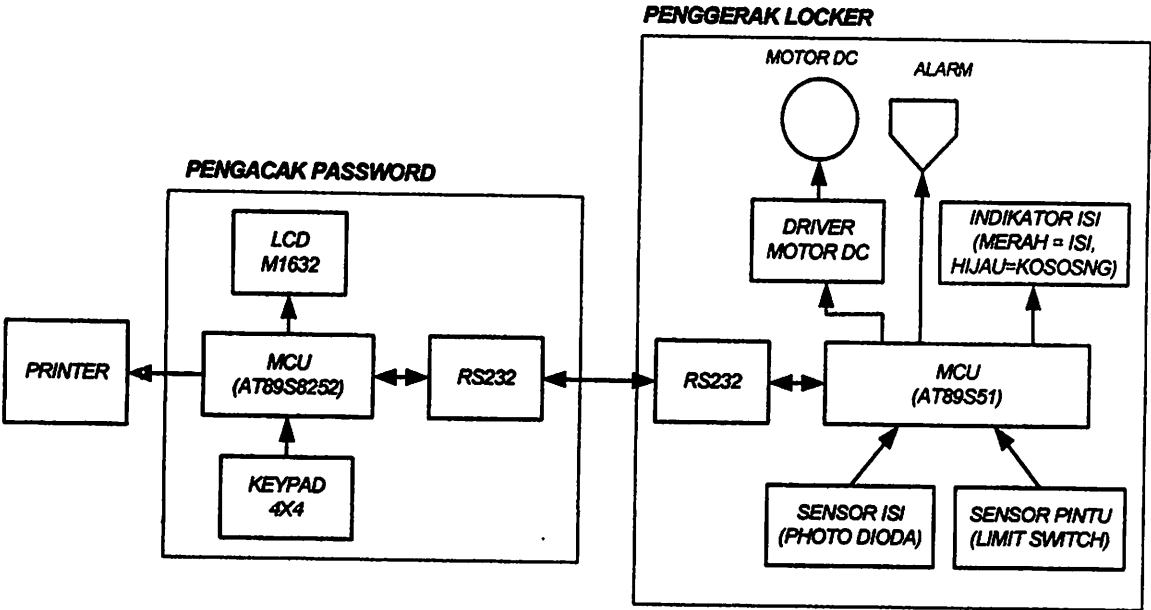 PENGGERAK LOCKER
MOTOR DC
ALARM
PENGACAK PASSWORD
LCD
M1632
DRIVER
MOTOR DC
INDIKATOR ISI
(MERAH = ISI,
HIJAU=KOSOSNG)
PRINTER
MCU
(AT89S8252)
RS232
RS232
MCU
(AT89S51)
KEYPAD
4X4
SENSOR ISI
(PHOTO DIODA)
SENSOR PINTU
(LIMIT SWITCH)